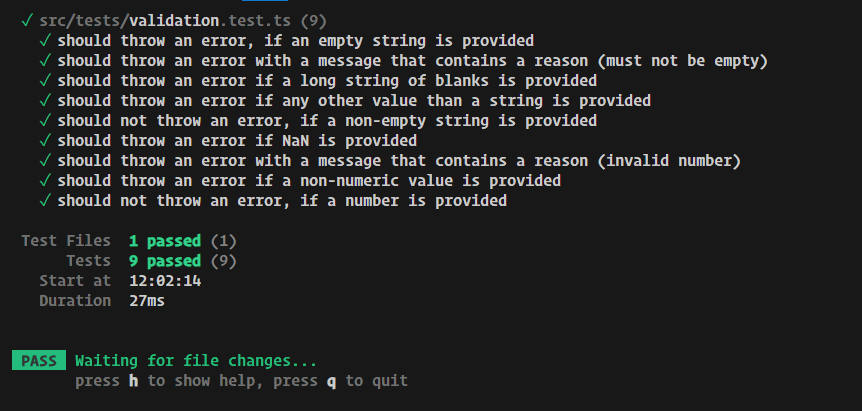 ✓ src/tests/validation.test.ts (9)
✓ should throw an error, if an empty string is provided
✓ should throw an error with a message that contains a reason (must not be empty)
✓ should throw an error if a long string of blanks is provided
✓ should throw an error if any other value than a string is provided
✓ should not throw an error, if a non-empty string is provided
✓ should throw an error if NaN is provided
✓ should throw an error with a message that contains a reason (invalid number)
✓ should throw an error if a non-numeric value is provided
✓ should not throw an error, if a number is provided
Test Files 1 passed (1)
Tests 9 passed (9)
Start at 12:02:14
Duration 27ms
PASS Waiting for file changes...
press h to show help, press q to quit